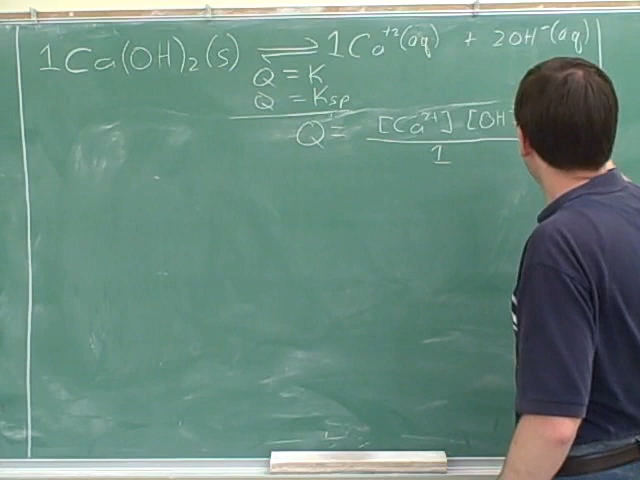 1Ca(OH)₂(s) ⇌ 1Ca⁺²(aq) + 2OH⁻(aq)
Q = K
Q = Ksp
Q = [Ca²⁺] [OH
1